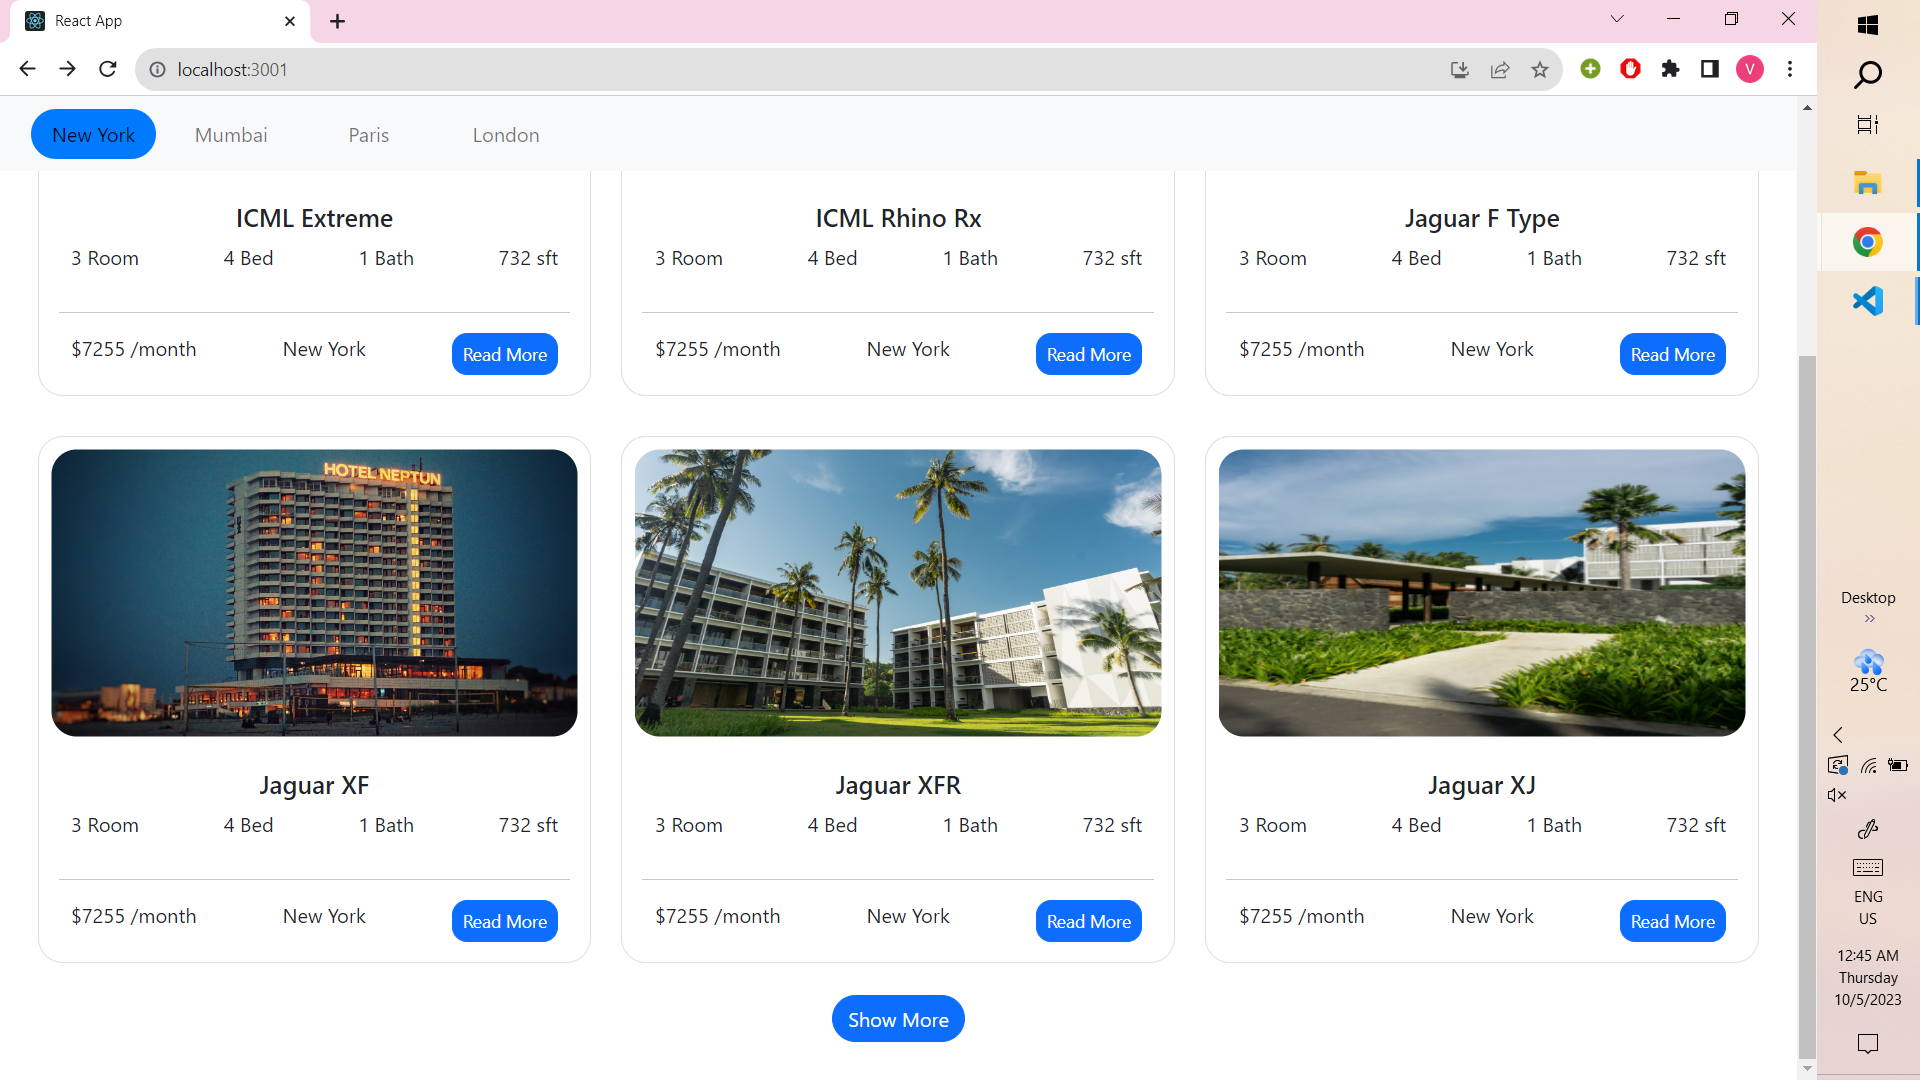 React App
localhost:3001
V
New York Mumbai Paris London
ICML Extreme ICML Rhino Rx Jaguar F Type
3 Room 4 Bed 1 Bath 732 sft 3 Room 4 Bed 1 Bath 732 sft 3 Room 4 Bed 1 Bath 732 sft
$7255 /month New York Read More $7255 /month New York Read More $7255 /month New York Read More
HOTEL NEPTUN
Jaguar XF Jaguar XFR Jaguar XJ
3 Room 4 Bed 1 Bath 732 sft 3 Room 4 Bed 1 Bath 732 sft 3 Room 4 Bed 1 Bath 732 sft
$7255 /month New York Read More $7255 /month New York Read More $7255 /month New York Read More
Show More
Desktop
25°C
ENG
US
12:45 AM
Thursday
10/5/2023